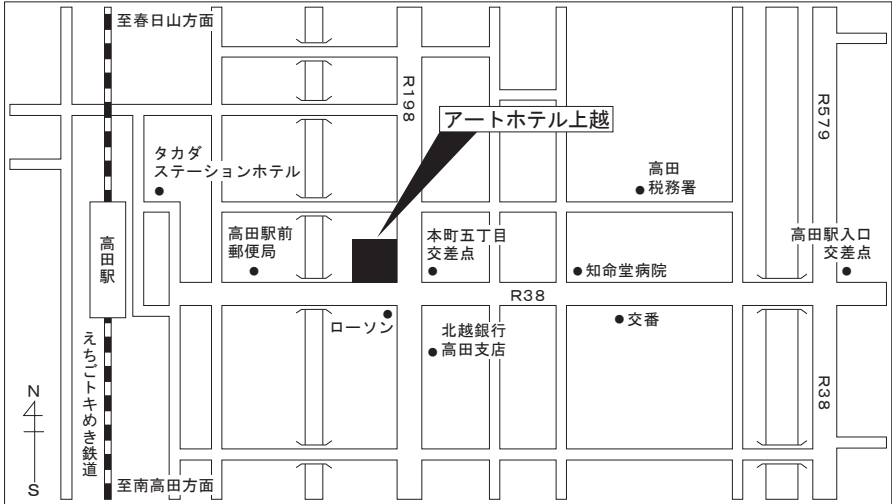 至春日山方面
R198
アートホテル上越
R579
タカダ
ステーションホテル
高田
税務署
高田駅
高田駅前
郵便局
本町五丁目
交差点
知命堂病院
高田駅入口
交差点
R38
ローソン
交番
北越銀行
高田支店
えちごトキめき鉄道
R38
N
S
至南高田方面